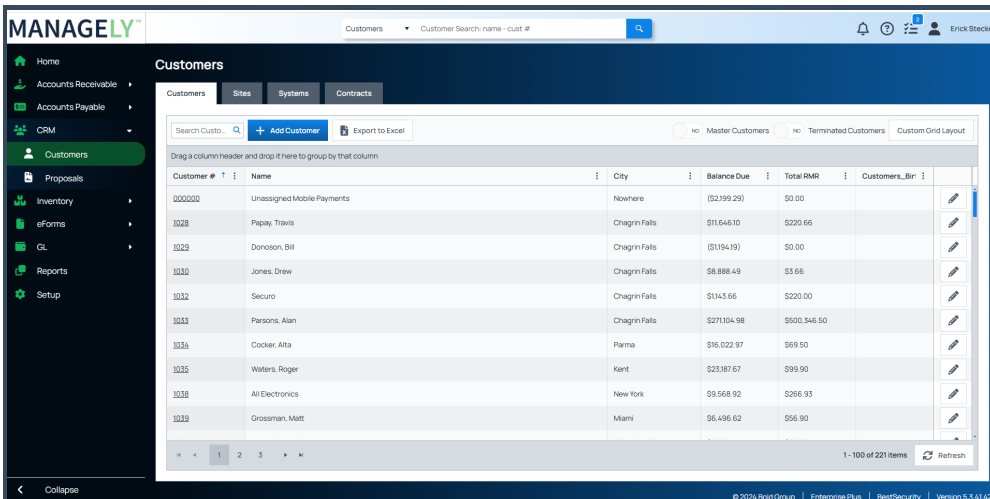 MANAGELY™
Customers Customer Search: name - cust #
2
Erick Stecke
Home
Accounts Receivable
Accounts Payable
CRM
Customers
Proposals
Inventory
eForms
GL
Reports
Setup
Collapse
Customers
Customers Sites Systems Contracts
Search Custo... + Add Customer Export to Excel NO Master Customers NO Terminated Customers Custom Grid Layout
Drag a column header and drop it here to group by that column
Customer # ↑ Name City Balance Due Total RMR Customers_Birt
000000 Unassigned Mobile Payments Nowhere ($2,199.29) $0.00
1028 Papay, Travis Chagrin Falls $11,646.10 $220.66
1029 Donoson, Bill Chagrin Falls ($1,194.19) $0.00
1030 Jones, Drew Chagrin Falls $8,888.49 $3.66
1032 Securo Chagrin Falls $1,143.66 $220.00
1033 Parsons, Alan Chagrin Falls $271,104.98 $500,346.50
1034 Cocker, Alta Parma $16,022.97 $69.50
1035 Waters, Roger Kent $23,187.67 $99.90
1038 All Electronics New York $9,568.92 $266.93
1039 Grossman, Matt Miami $6,496.62 $56.90
1 2 3 1 - 100 of 221 items Refresh
© 2024 Bold Group | Enterprise Plus | BestSecurity | Version 5.3.41.42